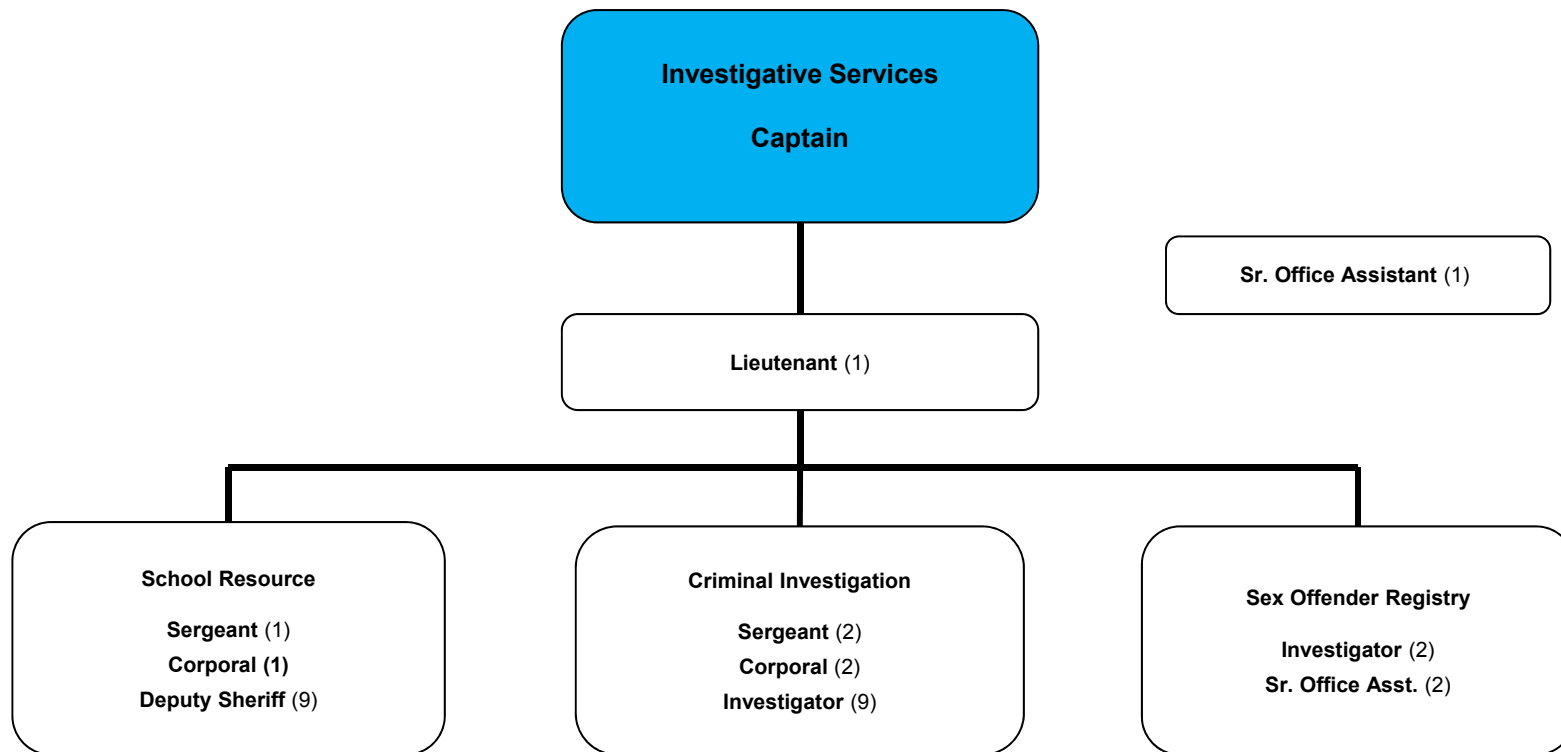 Investigative Services
Captain
Sr. Office Assistant (1)
Lieutenant (1)
School Resource
Sergeant (1)
Corporal (1)
Deputy Sheriff (9)
Criminal Investigation
Sergeant (2)
Corporal (2)
Investigator (9)
Sex Offender Registry
Investigator (2)
Sr. Office Asst. (2)